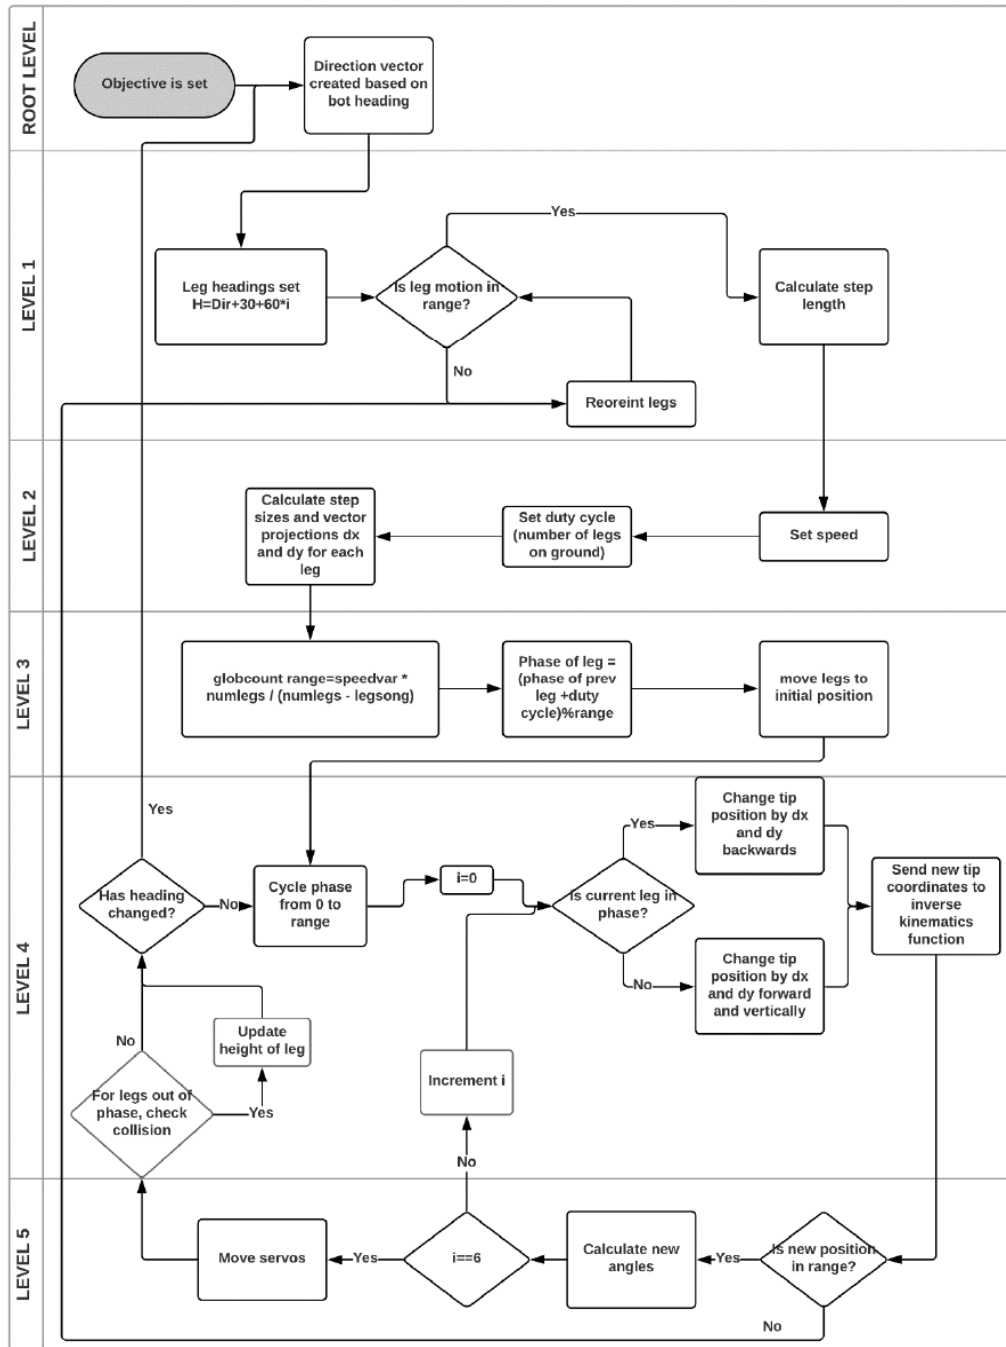 ROOT LEVEL
Objective is set
Direction vector
created based on
bot heading
LEVEL 1
Yes
Leg headings set
H=Dir+30+60*i
Is leg motion in
range?
Calculate step
length
No
Reoreint legs
LEVEL 2
Calculate step
sizes and vector
projections dx
and dy for each
leg
Set duty cycle
(number of legs
on ground)
Set speed
LEVEL 3
globcount range=speedvar *
numlegs / (numlegs - legsong)
Phase of leg =
(phase of prev
leg +duty
cycle)%range
move legs to
initial position
LEVEL 4
Yes
Has heading
changed?
No
Cycle phase
from 0 to
range
i=0
Is current leg in
phase?
Yes
Change tip
position by dx
and dy
backwards
No
Change tip
position by dx
and dy forward
and vertically
Send new tip
coordinates to
inverse
kinematics
function
No
Update
height of leg
For legs out of
phase, check
collision
Yes
Increment i
No
LEVEL 5
Move servos
Yes
i==6
Calculate new
angles
Yes
Is new position
in range?
No